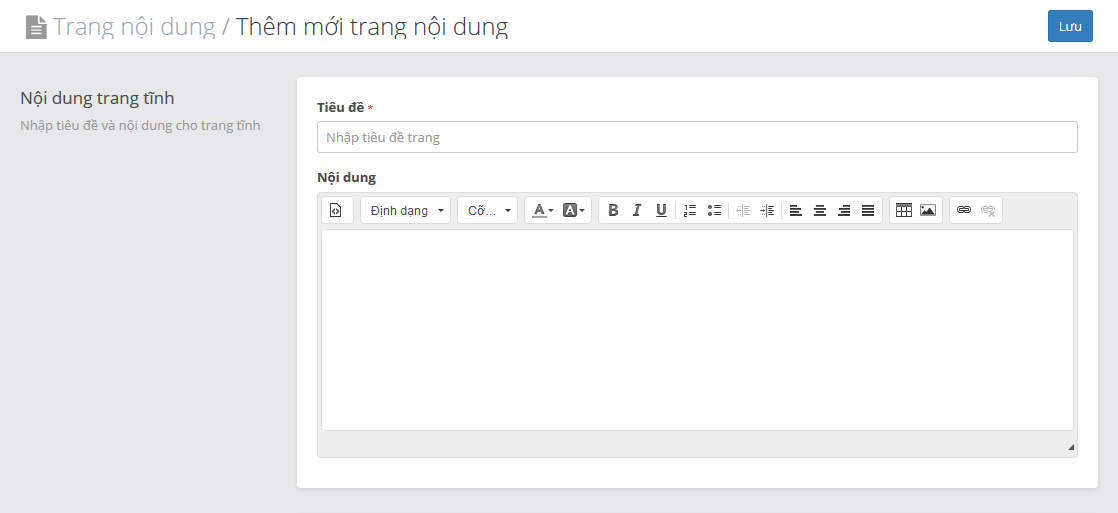 Trang nội dung / Thêm mới trang nội dung
Lưu
Nội dung trang tĩnh
Nhập tiêu đề và nội dung cho trang tĩnh
Tiêu đề *
Nhập tiêu đề trang
Nội dung
Định dạng Cỡ... A A B I U